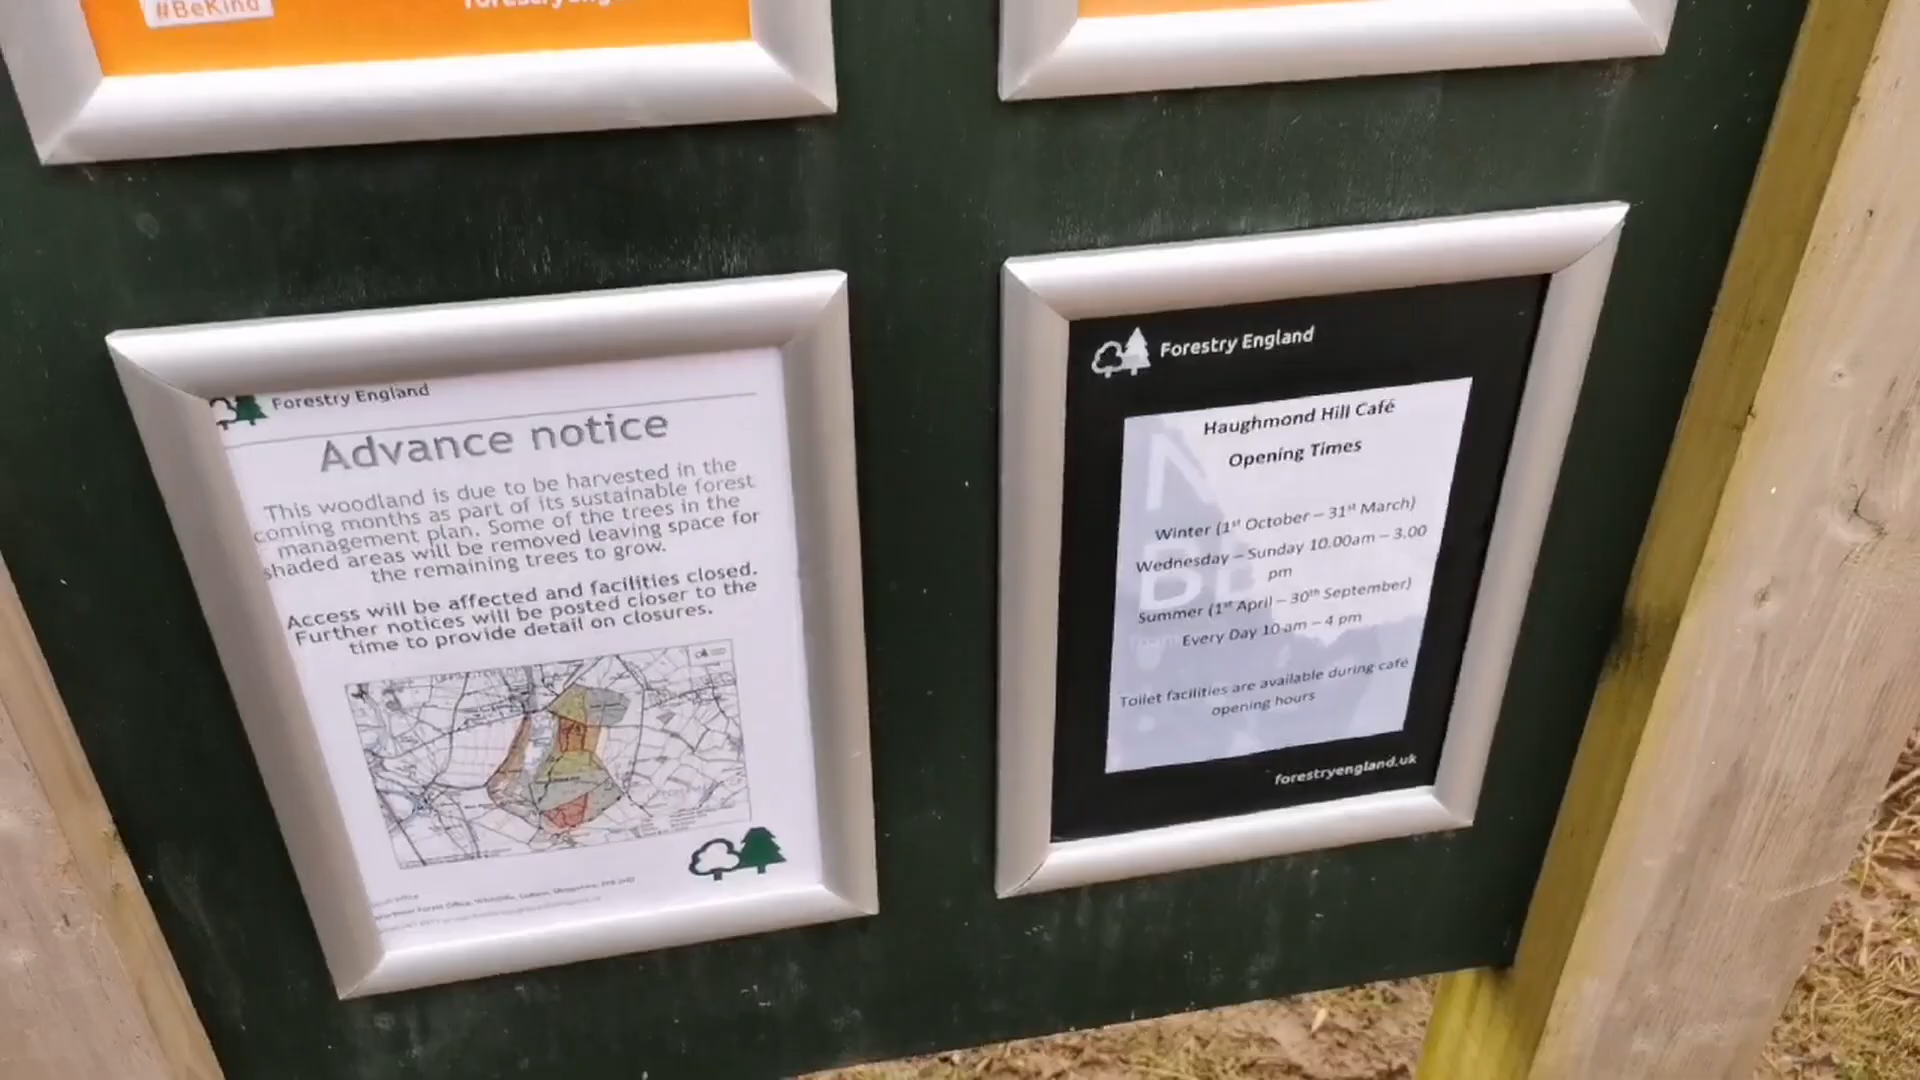 #BeKind
Forestry England
Advance notice
This woodland is due to be harvested in the
coming months as part of its sustainable forest
management plan. Some of the trees in the
shaded areas will be removed leaving space for
the remaining trees to grow.
Access will be affected and facilities closed.
Further notices will be posted closer to the
time to provide detail on closures.
Forestry England
Haughmond Hill Café
Opening Times
Winter (1st October – 31st March)
Wednesday – Sunday 10.00am – 3.00
pm
Summer (1st April – 30th September)
Every Day 10 am – 4 pm
Toilet facilities are available during café
opening hours
forestryengland.uk